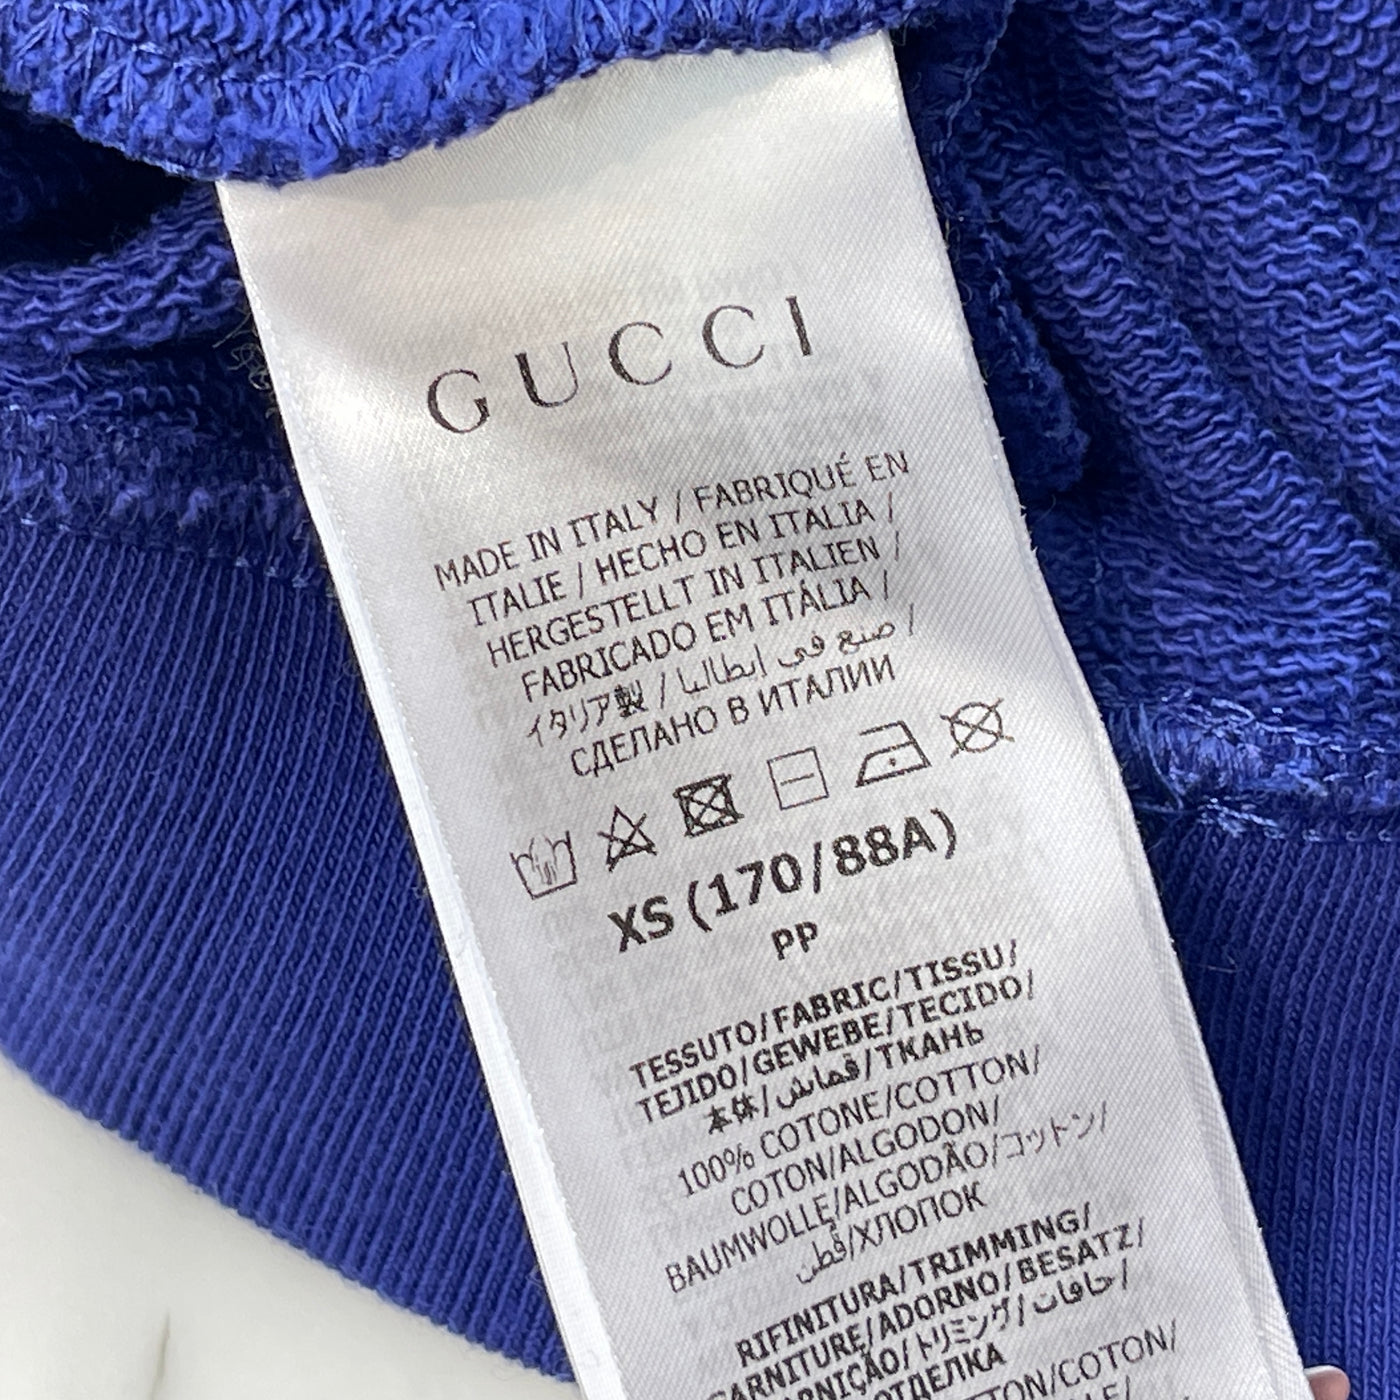 GUCCI
MADE IN ITALY / FABRIQUÉ EN
ITALIE / HECHO EN ITALIA /
HERGESTELLT IN ITALIEN /
FABRICADO EM ITÁLIA /
イタリア製 / صنع في إيطاليا /
СДЕЛАНО В ИТАЛИИ
XS (170/88A)
PP
TESSUTO/FABRIC/TISSU/
TEJIDO/GEWEBE/TECIDO/
本体/قماش/ТКАНЬ
100% COTONE/COTTON/
COTON/ALGODON/
BAUMWOLLE/ALGODÃO/コットン/
قطن/ХЛОПОК
RIFINITURA/TRIMMING/
GARNITURE/ADORNO/BESATZ/
トリミング/حافات/
ОТДЕЛКА
COTTON/COTON/